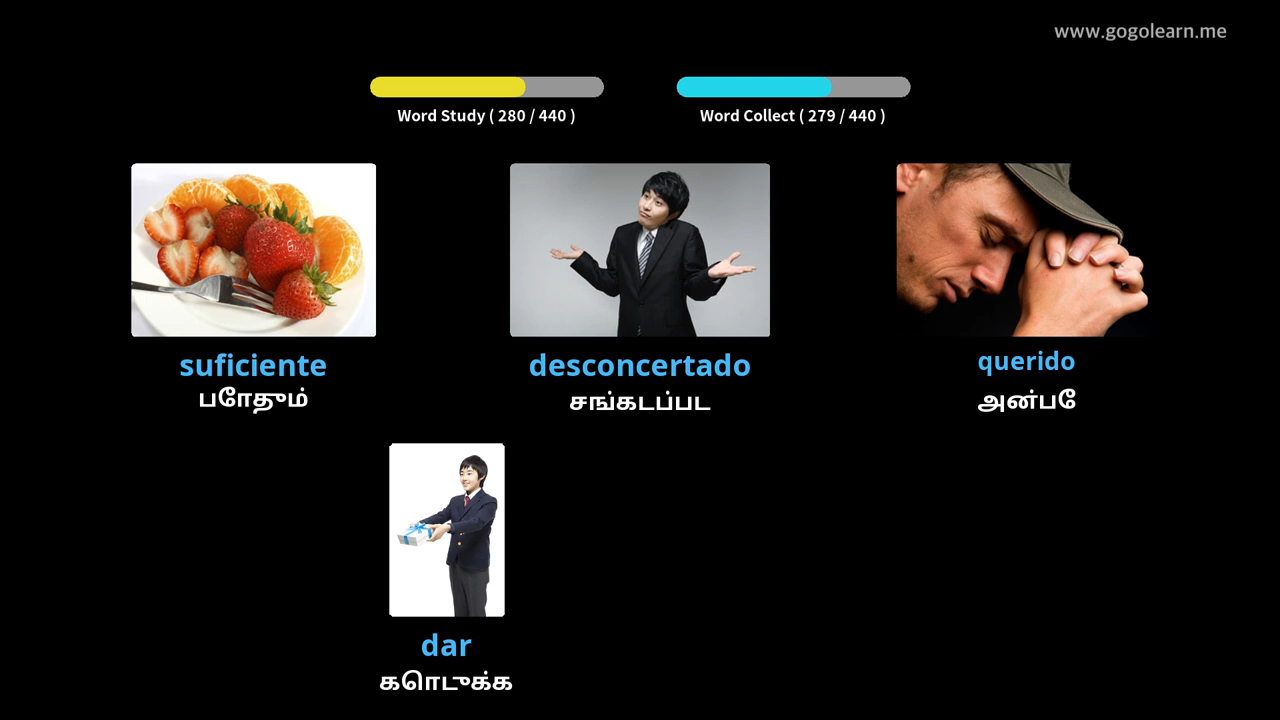 www.gogolearn.me
Word Study ( 280 / 440 )
Word Collect ( 279 / 440 )
suficiente
போதும்
desconcertado
சங்கடப்பட
querido
அன்பே
dar
கொடுக்க